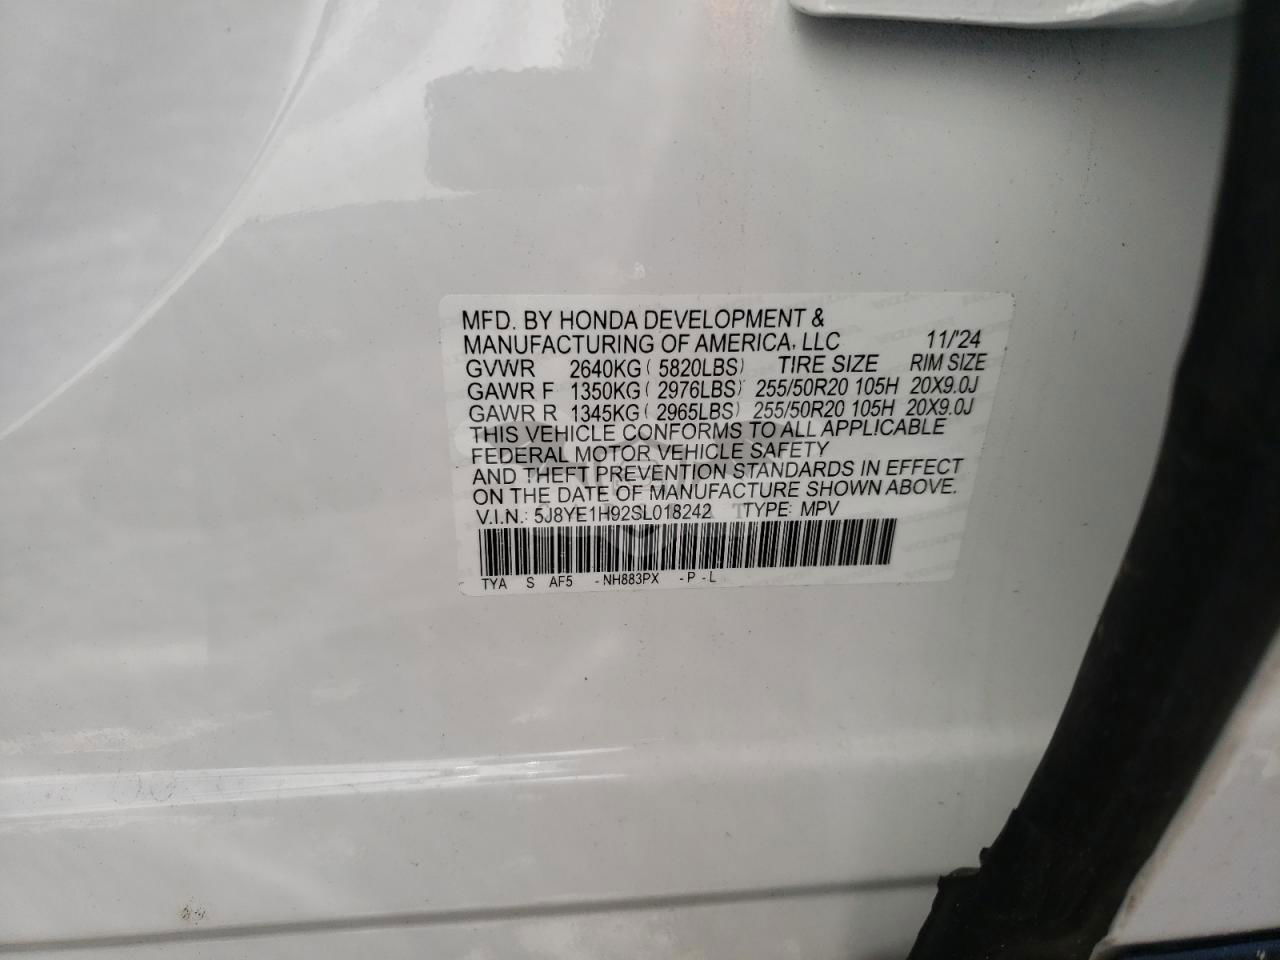 MFD. BY HONDA DEVELOPMENT &
MANUFACTURING OF AMERICA, LLC 11/'24
GVWR 2640KG ( 5820LBS) TIRE SIZE RIM SIZE
GAWR F 1350KG ( 2976LBS) 255/50R20 105H 20X9.0J
GAWR R 1345KG ( 2965LBS) 255/50R20 105H 20X9.0J
THIS VEHICLE CONFORMS TO ALL APPLICABLE
FEDERAL MOTOR VEHICLE SAFETY
AND THEFT PREVENTION STANDARDS IN EFFECT
ON THE DATE OF MANUFACTURE SHOWN ABOVE.
V.I.N.: 5J8YE1H92SL018242 TYPE: MPV
TYA S AF5 -NH883PX -P -L